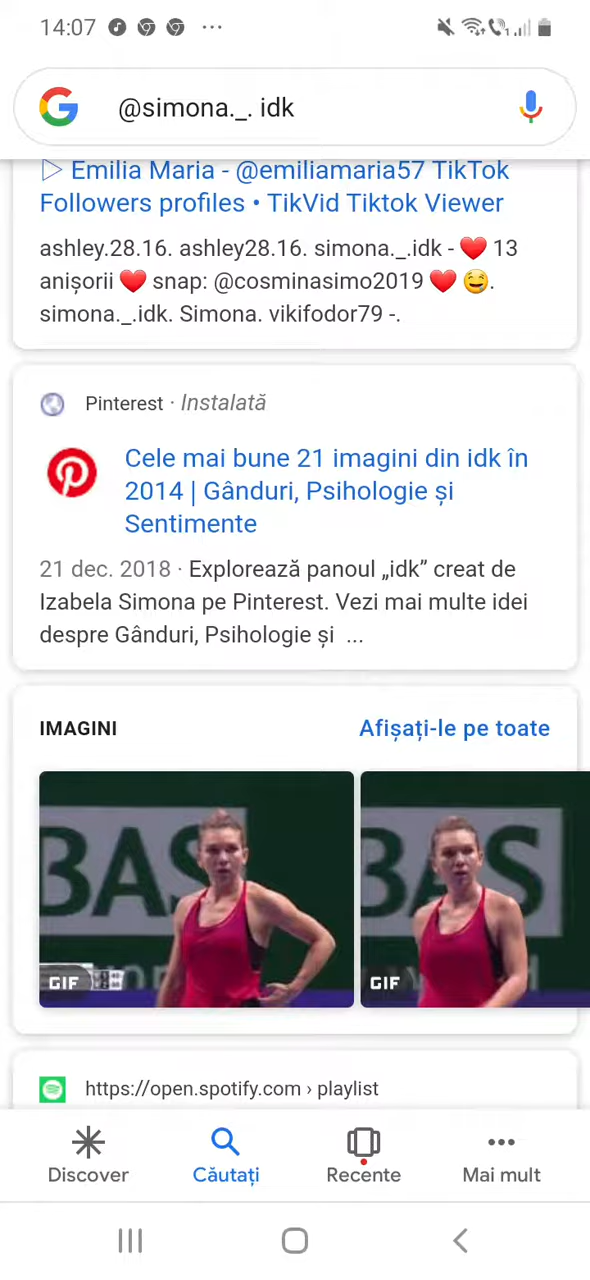 14:07
@simona._. idk
Emilia Maria - @emiliamaria57 TikTok
Followers profiles • TikVid Tiktok Viewer
ashley.28.16. ashley28.16. simona._.idk - ❤️ 13
anișorii ❤️ snap: @cosminasimo2019 ❤️ 😅.
simona._.idk. Simona. vikifodor79 -.
Pinterest · Instalată
Cele mai bune 21 imagini din idk în
2014 | Gânduri, Psihologie și
Sentimente
21 dec. 2018 · Explorează panoul „idk” creat de
Izabela Simona pe Pinterest. Vezi mai multe idei
despre Gânduri, Psihologie și ...
IMAGINI
Afișați-le pe toate
BAS
BAS
GIF
GIF
https://open.spotify.com › playlist
Discover
Căutați
Recente
Mai mult